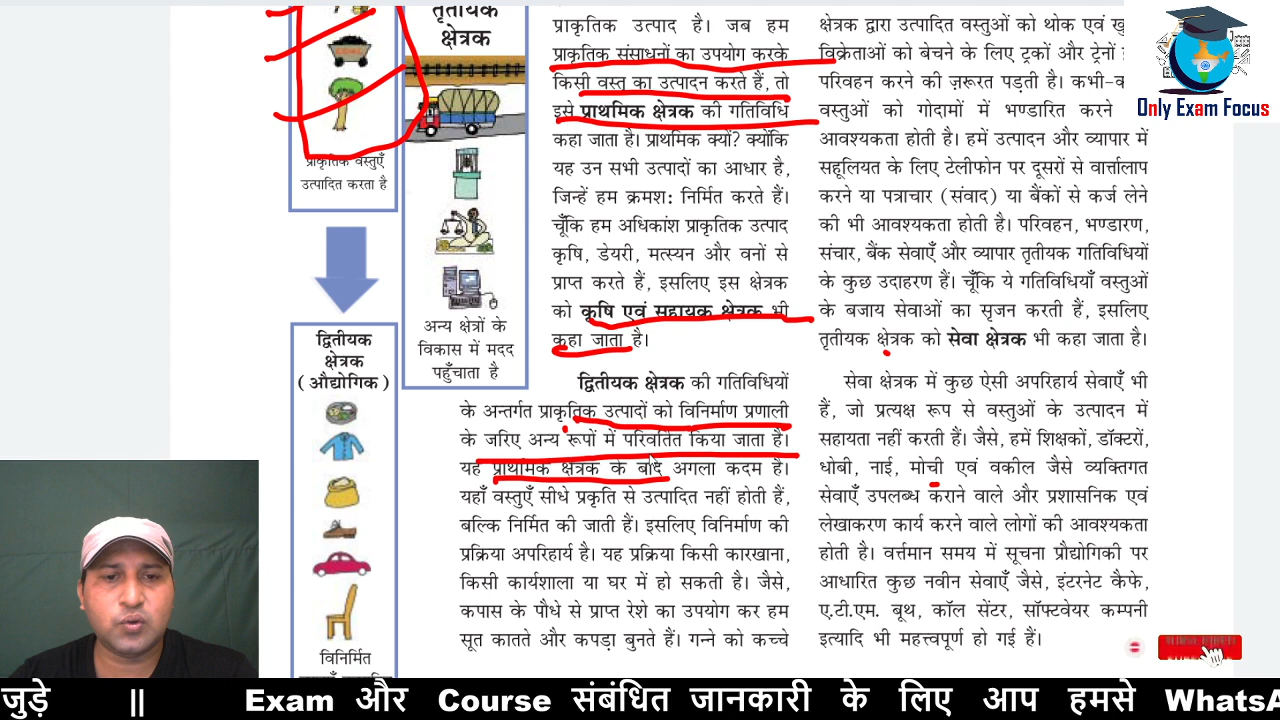 प्राकृतिक वस्तुएँ
उत्पादित करता है
द्वितीयक
क्षेत्रक
( औद्योगिक )
विनिर्मित
तृतीयक
क्षेत्रक
अन्य क्षेत्रों के
विकास में मदद
पहुँचाता है
प्राकृतिक उत्पाद है। जब हम
प्राकृतिक संसाधनों का उपयोग करके
किसी वस्तु का उत्पादन करते हैं, तो
इसे प्राथमिक क्षेत्रक की गतिविधि
कहा जाता है। प्राथमिक क्यों? क्योंकि
यह उन सभी उत्पादों का आधार है,
जिन्हें हम क्रमश: निर्मित करते हैं।
चूँकि हम अधिकांश प्राकृतिक उत्पाद
कृषि, डेयरी, मत्स्यन और वनों से
प्राप्त करते हैं, इसलिए इस क्षेत्रक
को कृषि एवं सहायक क्षेत्रक भी
कहा जाता है।
द्वितीयक क्षेत्रक की गतिविधियों
के अन्तर्गत प्राकृतिक उत्पादों को विनिर्माण प्रणाली
के जरिए अन्य रूपों में परिवर्तित किया जाता है।
यह प्राथमिक क्षेत्रक के बाद अगला कदम है।
यहाँ वस्तुएँ सीधे प्रकृति से उत्पादित नहीं होती हैं,
बल्कि निर्मित की जाती हैं। इसलिए विनिर्माण की
प्रक्रिया अपरिहार्य है। यह प्रक्रिया किसी कारखाना,
किसी कार्यशाला या घर में हो सकती है। जैसे,
कपास के पौधे से प्राप्त रेशे का उपयोग कर हम
सूत कातते और कपड़ा बुनते हैं। गन्ने को कच्चे
क्षेत्रक द्वारा उत्पादित वस्तुओं को थोक एवं
विक्रेताओं को बेचने के लिए ट्रकों और ट्रेनों
परिवहन करने की ज़रूरत पड़ती है।
वस्तुओं को गोदामों में भण्डारित करने
आवश्यकता होती है। हमें उत्पादन और व्यापार में
सहूलियत के लिए टेलीफोन पर दूसरों से वार्त्तालाप
करने या पत्राचार (संवाद) या बैंकों से कर्ज लेने
की भी आवश्यकता होती है। परिवहन, भण्डारण,
संचार, बैंक सेवाएँ और व्यापार तृतीयक गतिविधियों
के कुछ उदाहरण हैं। चूँकि ये गतिविधियाँ वस्तुओं
के बजाय सेवाओं का सृजन करती हैं, इसलिए
तृतीयक क्षेत्रक को सेवा क्षेत्रक भी कहा जाता है।
सेवा क्षेत्रक में कुछ ऐसी अपरिहार्य सेवाएँ भी
हैं, जो प्रत्यक्ष रूप से वस्तुओं के उत्पादन में
सहायता नहीं करती हैं। जैसे, हमें शिक्षकों, डॉक्टरों,
धोबी, नाई, मोची एवं वकील जैसे व्यक्तिगत
सेवाएँ उपलब्ध कराने वाले और प्रशासनिक एवं
लेखाकरण कार्य करने वाले लोगों की आवश्यकता
होती है। वर्त्तमान समय में सूचना प्रौद्योगिकी पर
आधारित कुछ नवीन सेवाएँ जैसे, इंटरनेट कैफे,
ए.टी.एम. बूथ, कॉल सेंटर, सॉफ्टवेयर कम्पनी
इत्यादि भी महत्त्वपूर्ण हो गई हैं।
Only Exam Focus
जुड़े || Exam और Course संबंधित जानकारी के लिए आप हमसे